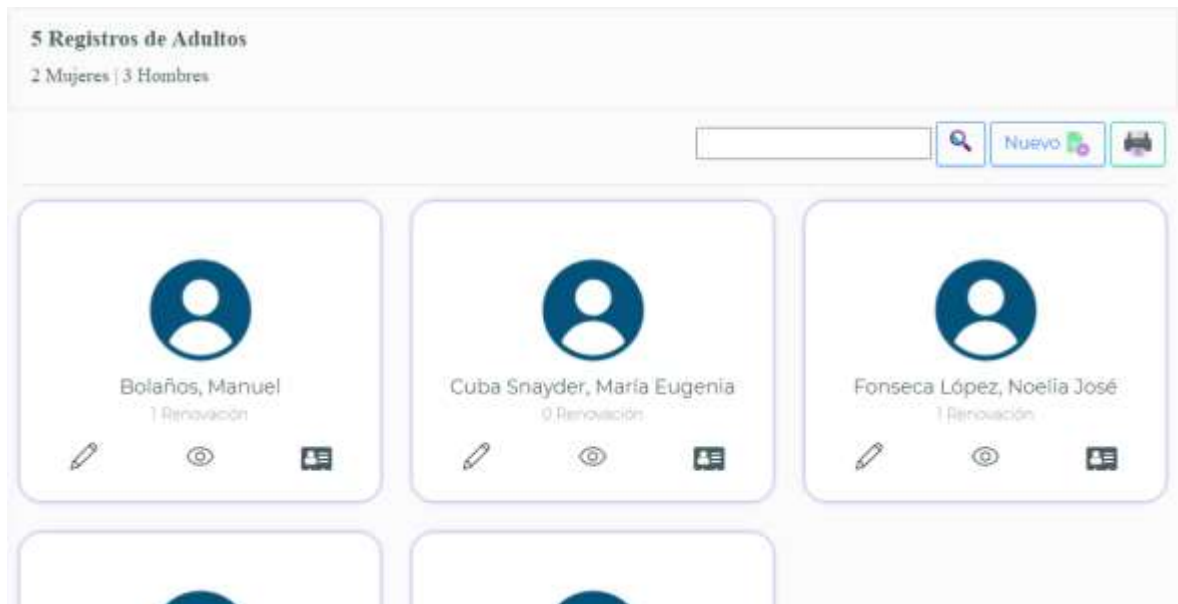 5 Registros de Adultos
2 Mujeres | 3 Hombres
Nuevo
Bolaños, Manuel
1 Renovación
Cuba Snayder, María Eugenia
0 Renovación
Fonseca López, Noelia José
1 Renovación